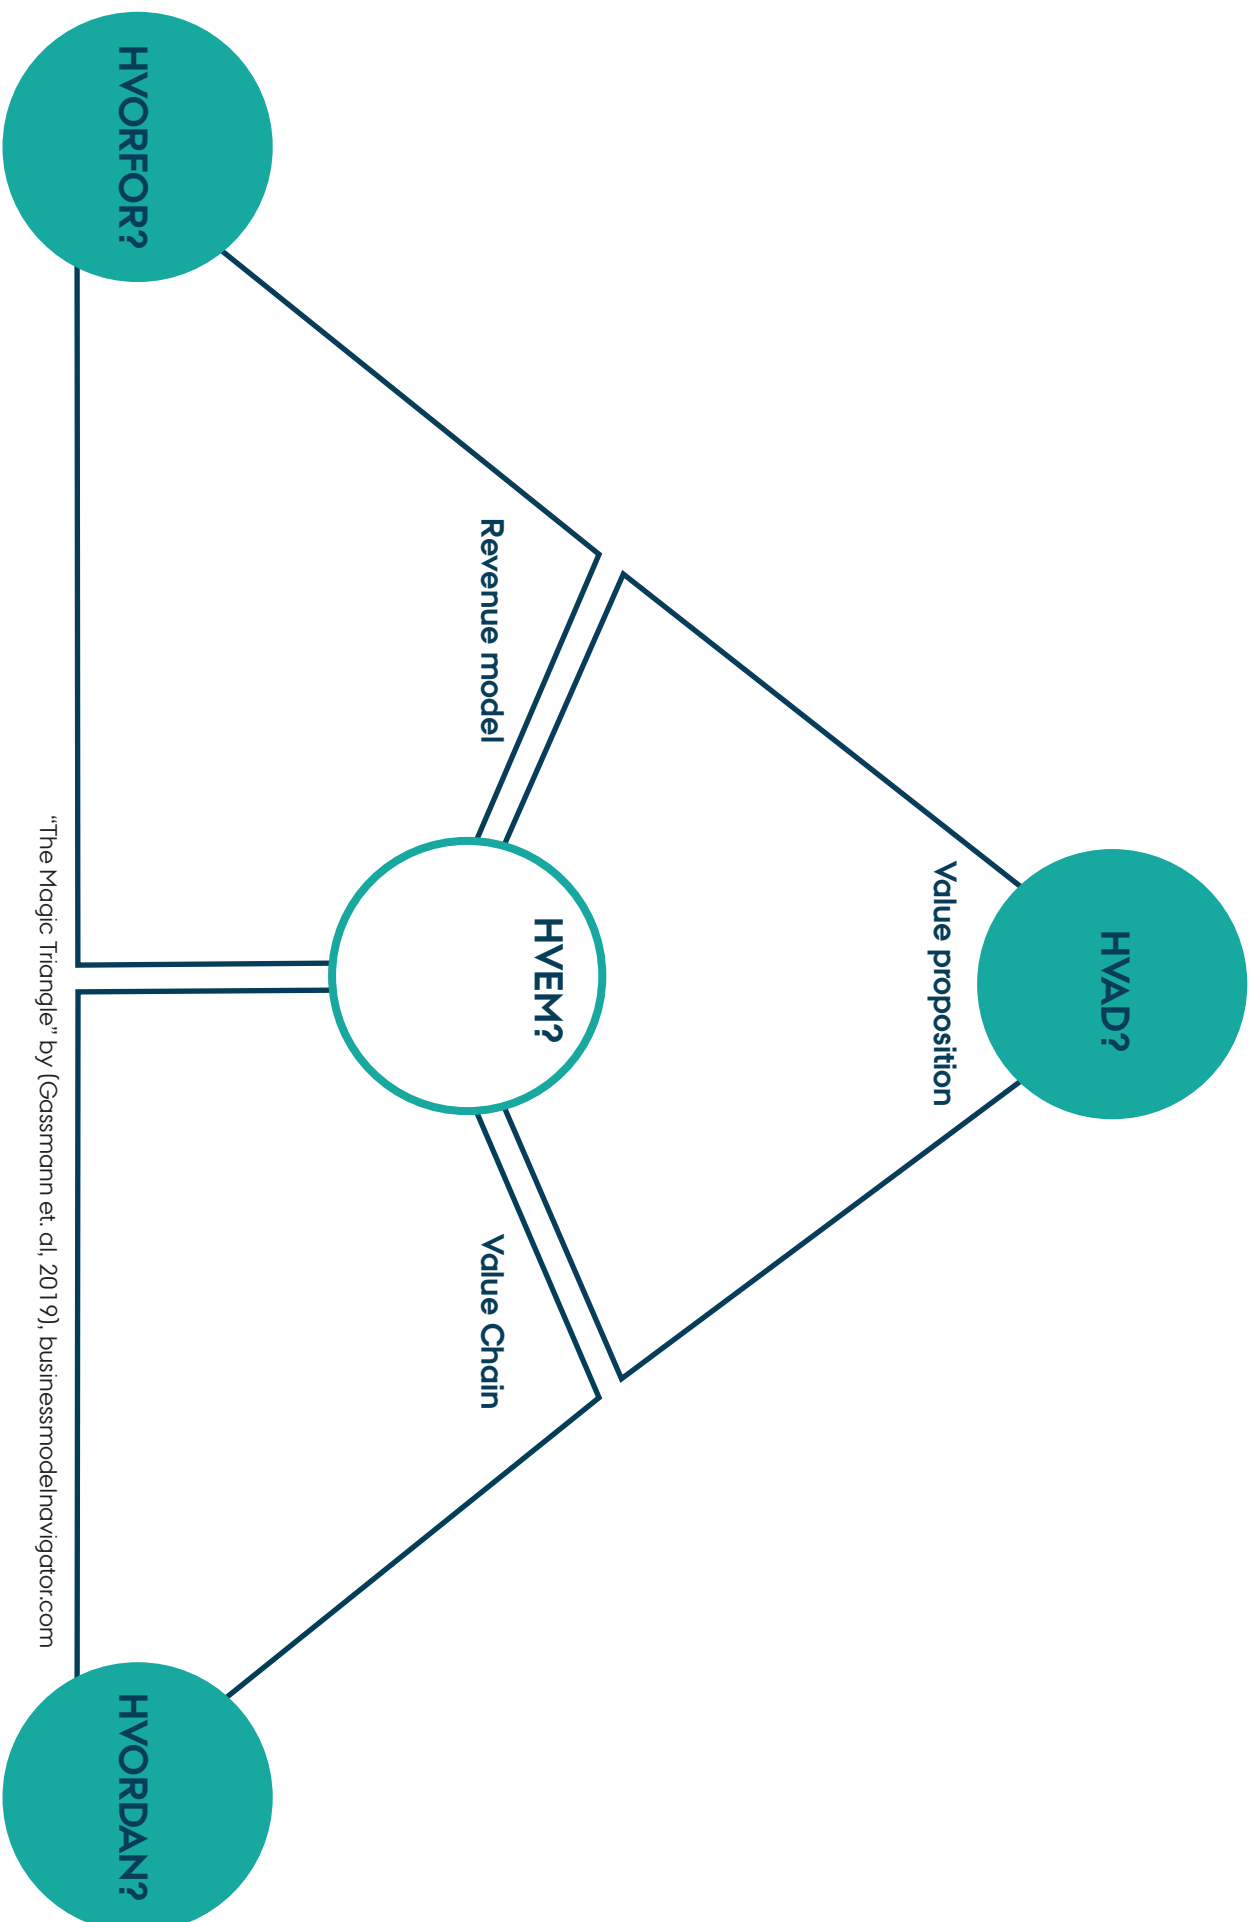 HVAD?
Value proposition
HVEM?
Revenue model
Value Chain
HVORFOR?
HVORDAN?
“The Magic Triangle” by (Gassmann et. al, 2019), businessmodelnavigator.com